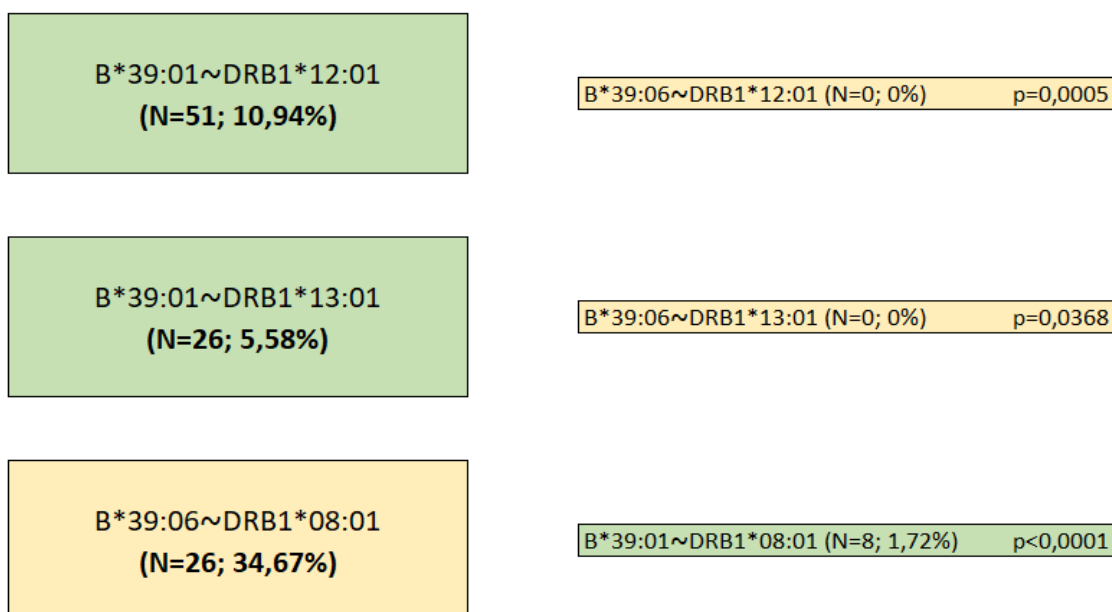 B*39:01~DRB1*12:01
(N=51; 10,94%)
B*39:06~DRB1*12:01 (N=0; 0%) p=0,0005
B*39:01~DRB1*13:01
(N=26; 5,58%)
B*39:06~DRB1*13:01 (N=0; 0%) p=0,0368
B*39:06~DRB1*08:01
(N=26; 34,67%)
B*39:01~DRB1*08:01 (N=8; 1,72%) p<0,0001